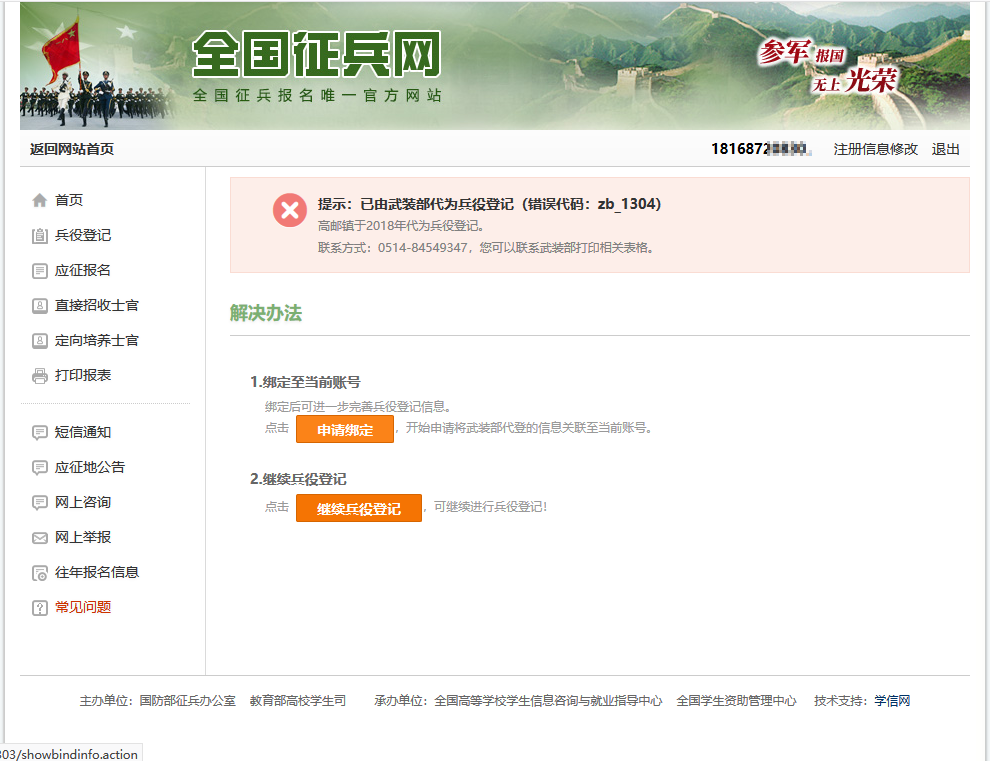 全国征兵网
全国征兵报名唯一官方网站
参军 报国
无上 光荣
返回网站首页
1816872
注册信息修改 退出
首页
兵役登记
应征报名
直接招收士官
定向培养士官
打印报表
短信通知
应征地公告
网上咨询
网上举报
往年报名信息
常见问题
提示：已由武装部代为兵役登记（错误代码：zb_1304）
高邮镇于2018年代为兵役登记。
联系方式：0514-84549347，您可以联系武装部打印相关表格。
解决办法
1.绑定至当前账号
绑定后可进一步完善兵役登记信息。
点击 申请绑定 ，开始申请将武装部代登的信息关联至当前账号。
2.继续兵役登记
点击 继续兵役登记 ，可继续进行兵役登记！
主办单位：国防部征兵办公室 教育部高校学生司 承办单位：全国高等学校学生信息咨询与就业指导中心 全国学生资助管理中心 技术支持：学信网
303/showbindinfo.action